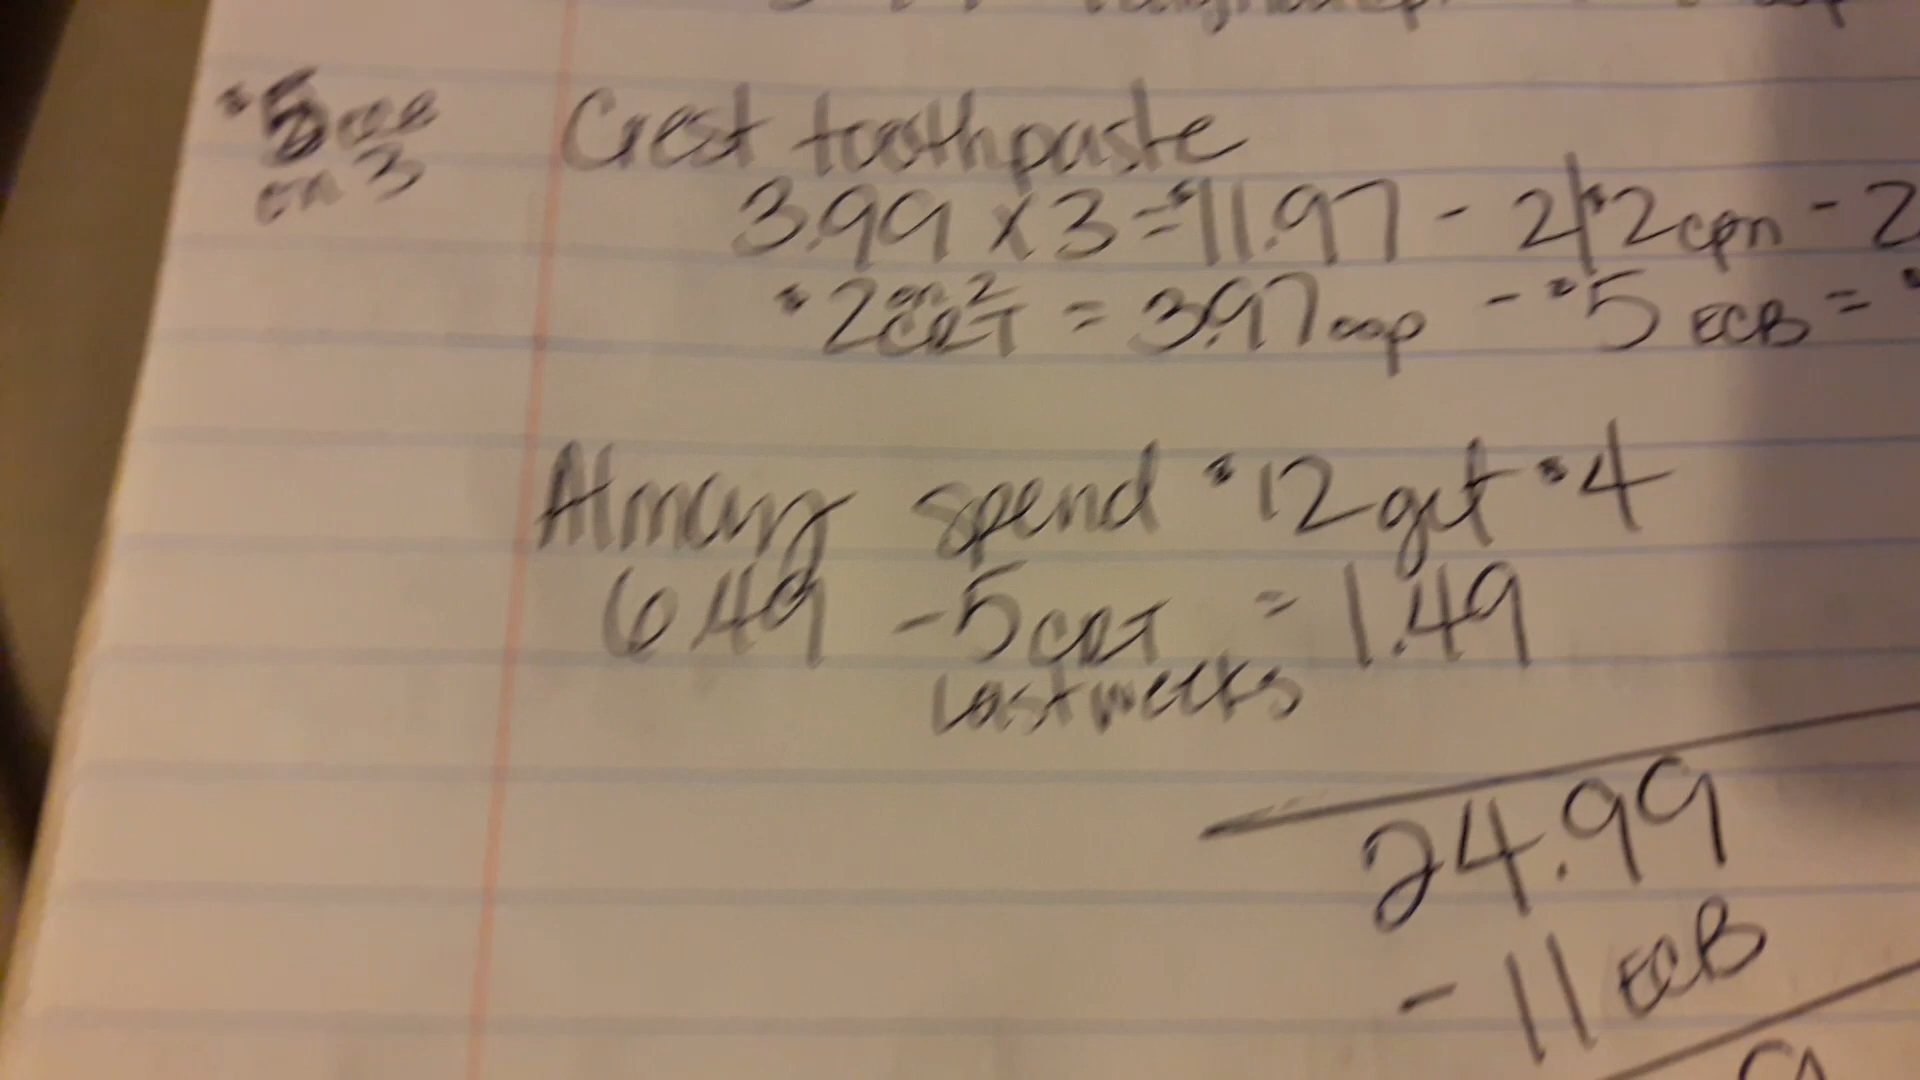 $5 ECB
on 3
Crest toothpaste
3.99 x 3 = $11.97 - 2/$2 cpn - 2
$2 on 2 CRT = 3.97 oop - $5 ECB =
Almay spend $12 get $4
6.49 - 5 CRT = 1.49
Last weeks
24.99
- 11 ECB